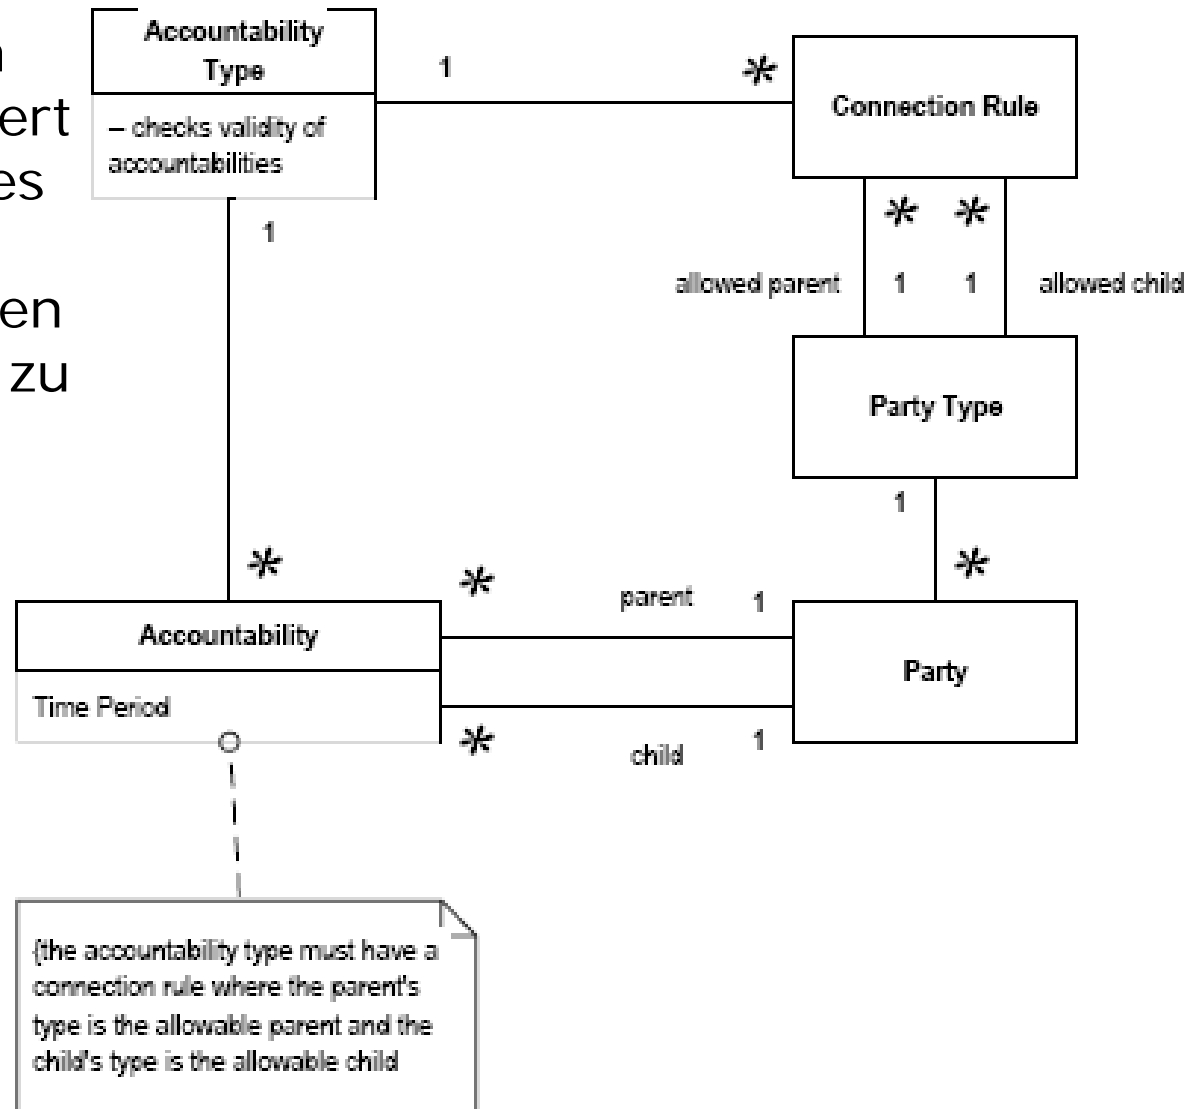 n
ert
es
en
zu
Accountability
Type
– checks validity of
accountabilities
1
*
Connection Rule
1
*
*
allowed parent
1
1
allowed child
Party Type
1
*
*
*
parent
1
Accountability
Time Period
Party
*
child
1
{the accountability type must have a
connection rule where the parent's
type is the allowable parent and the
child's type is the allowable child